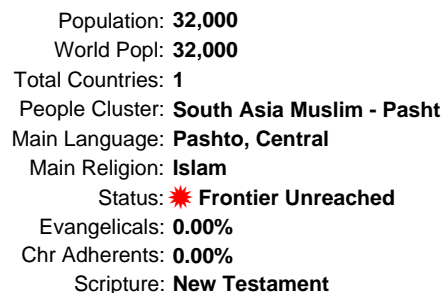 Population: 32,000
World Popl: 32,000
Total Countries: 1
People Cluster: South Asia Muslim - Pasht
Main Language: Pashto, Central
Main Religion: Islam
Status: Frontier Unreached
Evangelicals: 0.00%
Chr Adherents: 0.00%
Scripture: New Testament